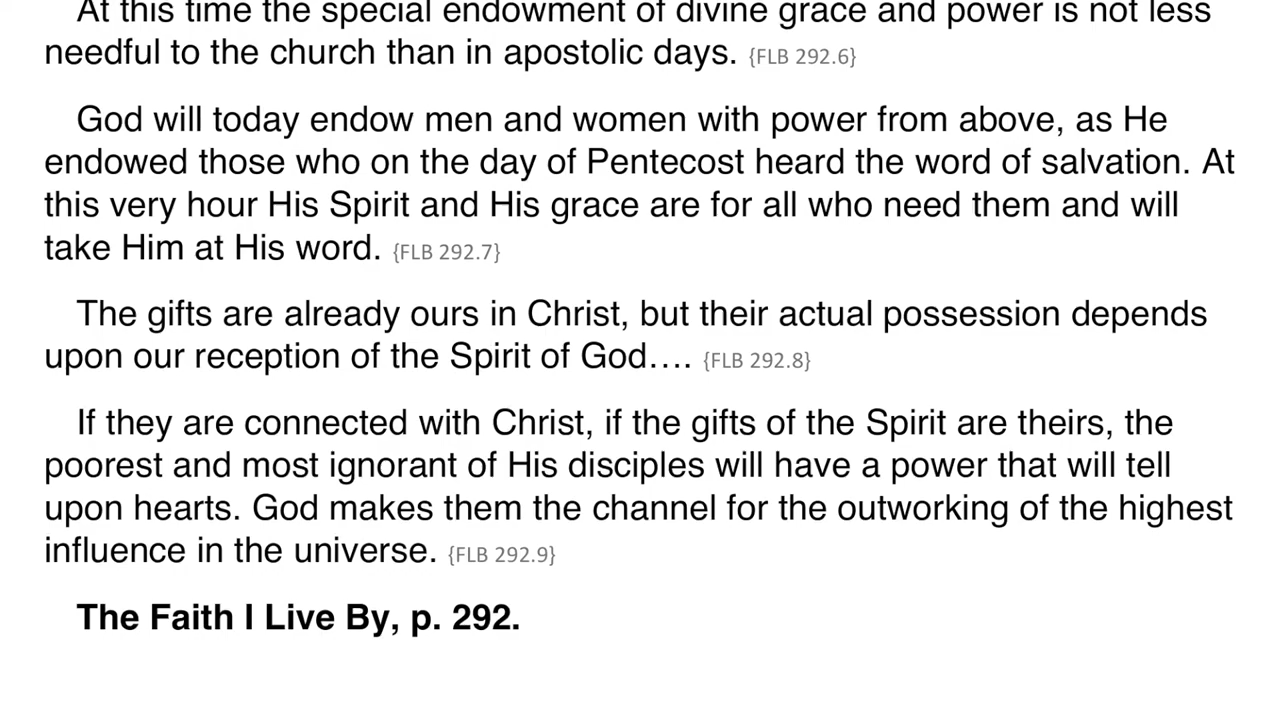 At this time the special endowment of divine grace and power is not less
needful to the church than in apostolic days. {FLB 292.6}
God will today endow men and women with power from above, as He
endowed those who on the day of Pentecost heard the word of salvation. At
this very hour His Spirit and His grace are for all who need them and will
take Him at His word. {FLB 292.7}
The gifts are already ours in Christ, but their actual possession depends
upon our reception of the Spirit of God…. {FLB 292.8}
If they are connected with Christ, if the gifts of the Spirit are theirs, the
poorest and most ignorant of His disciples will have a power that will tell
upon hearts. God makes them the channel for the outworking of the highest
influence in the universe. {FLB 292.9}
The Faith I Live By, p. 292.